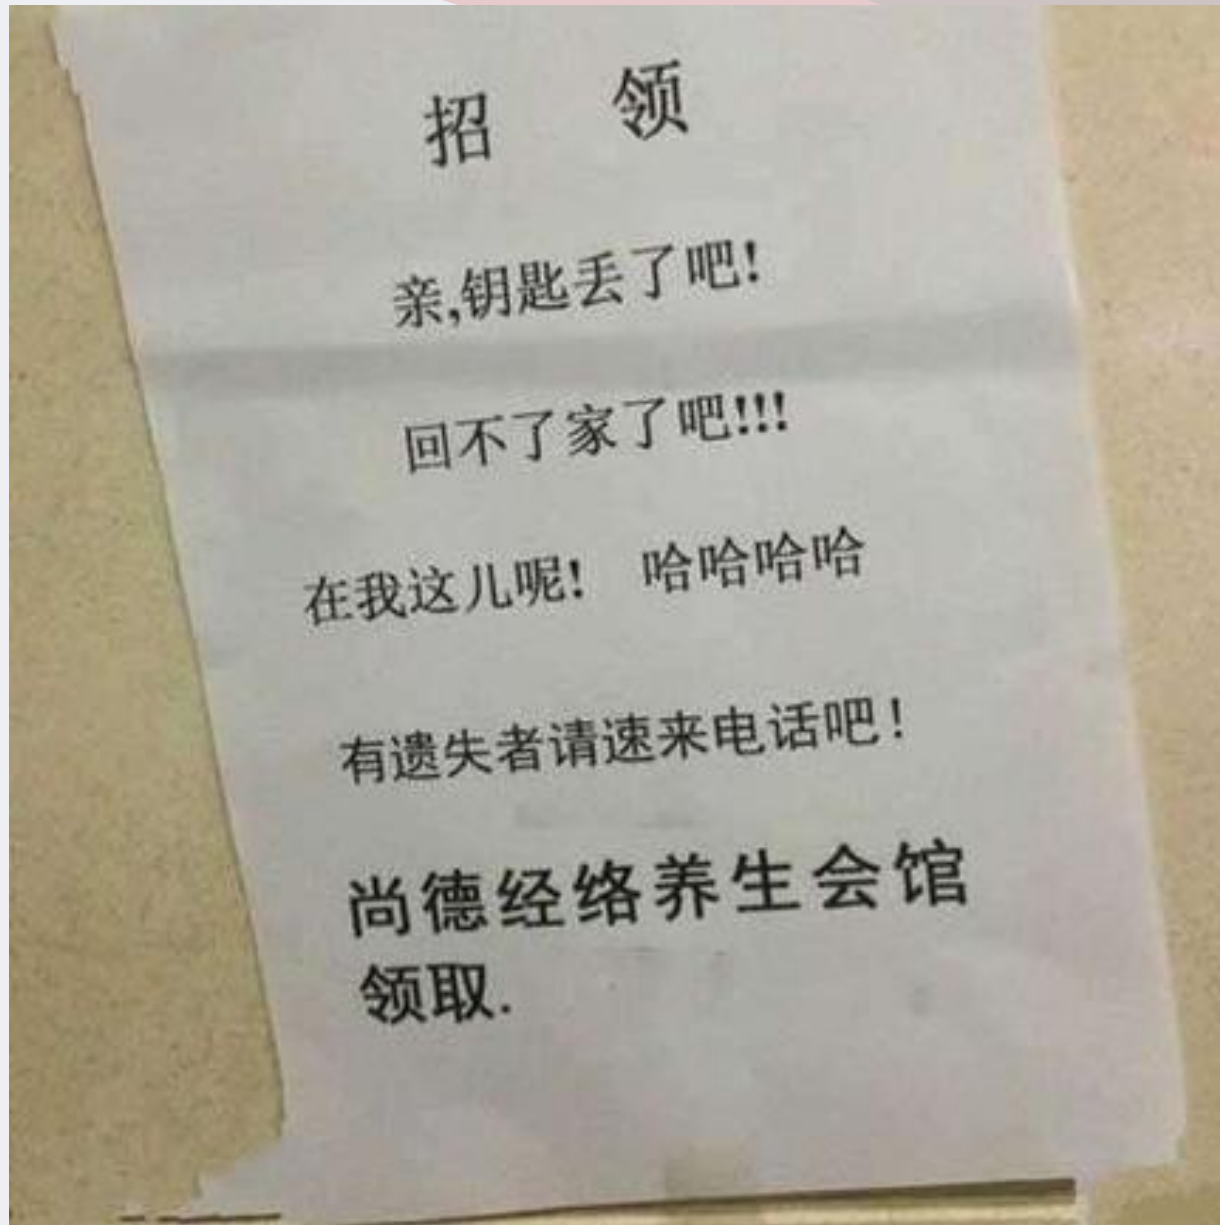 招 领
亲,钥匙丢了吧!
回不了家了吧!!!
在我这儿呢! 哈哈哈哈
有遗失者请速来电话吧!
尚德经络养生会馆
领取.